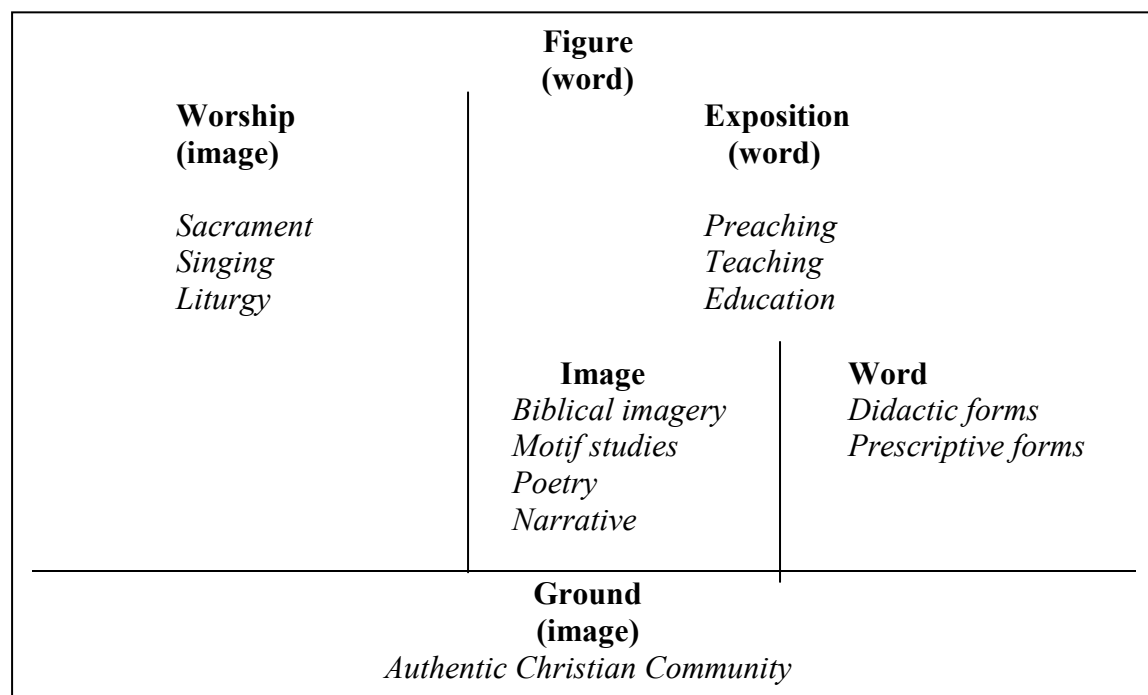 Figure
(word)
Worship
(image)
Exposition
(word)
Sacrament
Singing
Liturgy
Preaching
Teaching
Education
Image
Biblical imagery
Motif studies
Poetry
Narrative
Word
Didactic forms
Prescriptive forms
Ground
(image)
Authentic Christian Community